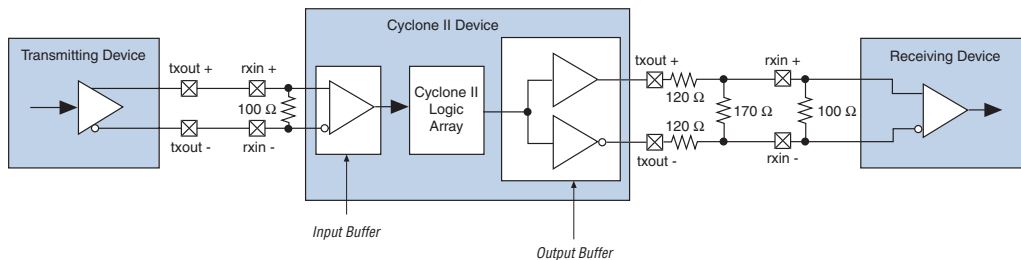 Cyclone II Device
Transmitting Device
Receiving Device
txout +
rxin +
100 Ω
txout -
rxin -
Cyclone II
Logic
Array
txout +
120 Ω
rxin +
170 Ω
100 Ω
120 Ω
txout -
rxin -
Input Buffer
Output Buffer